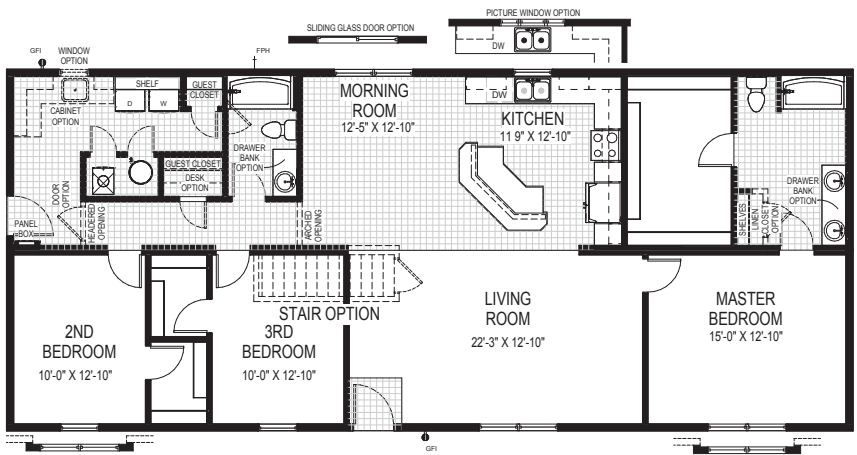 PICTURE WINDOW OPTION
SLIDING GLASS DOOR OPTION
DW
GFI
WINDOW
OPTION
FPH
SHELF
GUEST
CLOSET
D
W
CABINET
OPTION
MORNING
ROOM
12'-5" X 12'-10"
DW
KITCHEN
11 9" X 12'-10"
DRAWER
BANK
OPTION
GUEST CLOSET
DESK
OPTION
DOOR
OPTION
PANEL
BOX
HEADERED
OPENING
ARCHED
OPENING
DRAWER
BANK
OPTION
SHELVES
LINEN
CLOSET
OPTION
STAIR OPTION
2ND
BEDROOM
10'-0" X 12'-10"
3RD
BEDROOM
10'-0" X 12'-10"
LIVING
ROOM
22'-3" X 12'-10"
MASTER
BEDROOM
15'-0" X 12'-10"
GFI